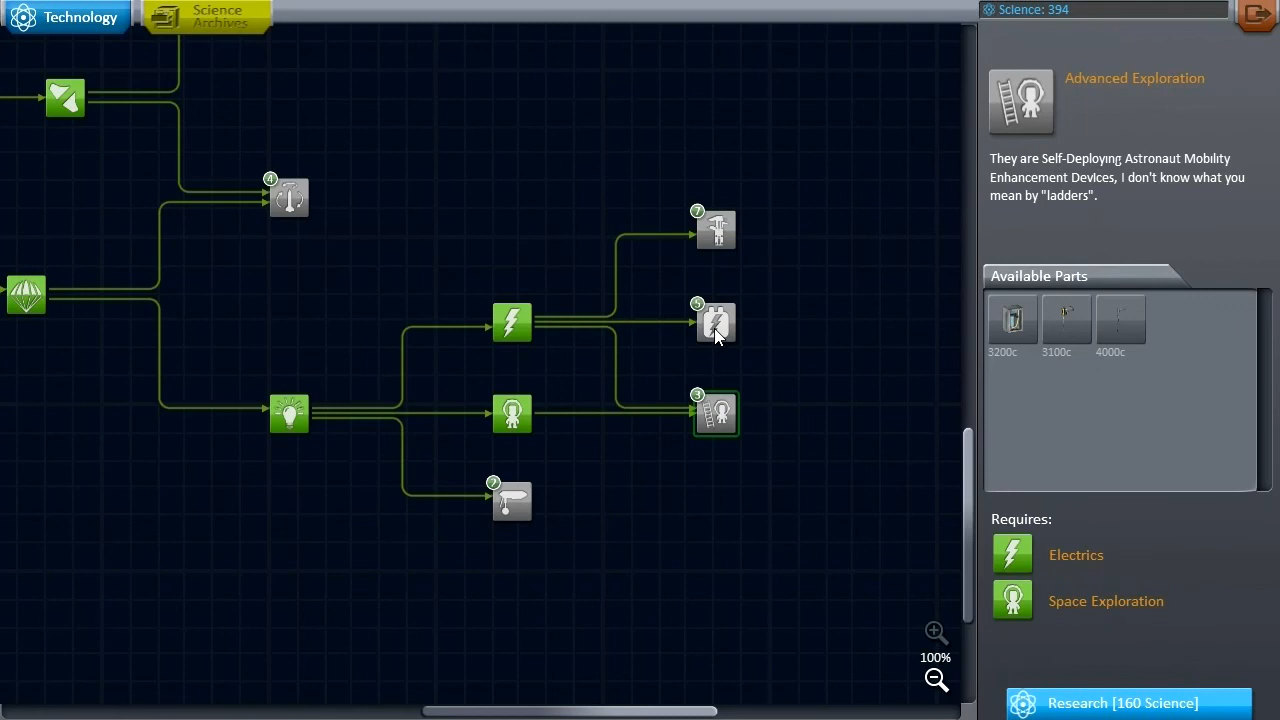 Technology
Science Archives
Science: 394
Advanced Exploration
They are Self-Deploying Astronaut Mobility
Enhancement Devices, I don't know what you
mean by "ladders".
4
7
5
3
2
Available Parts
3200c
3100c
4000c
Requires:
Electrics
Space Exploration
100%
Research [160 Science]